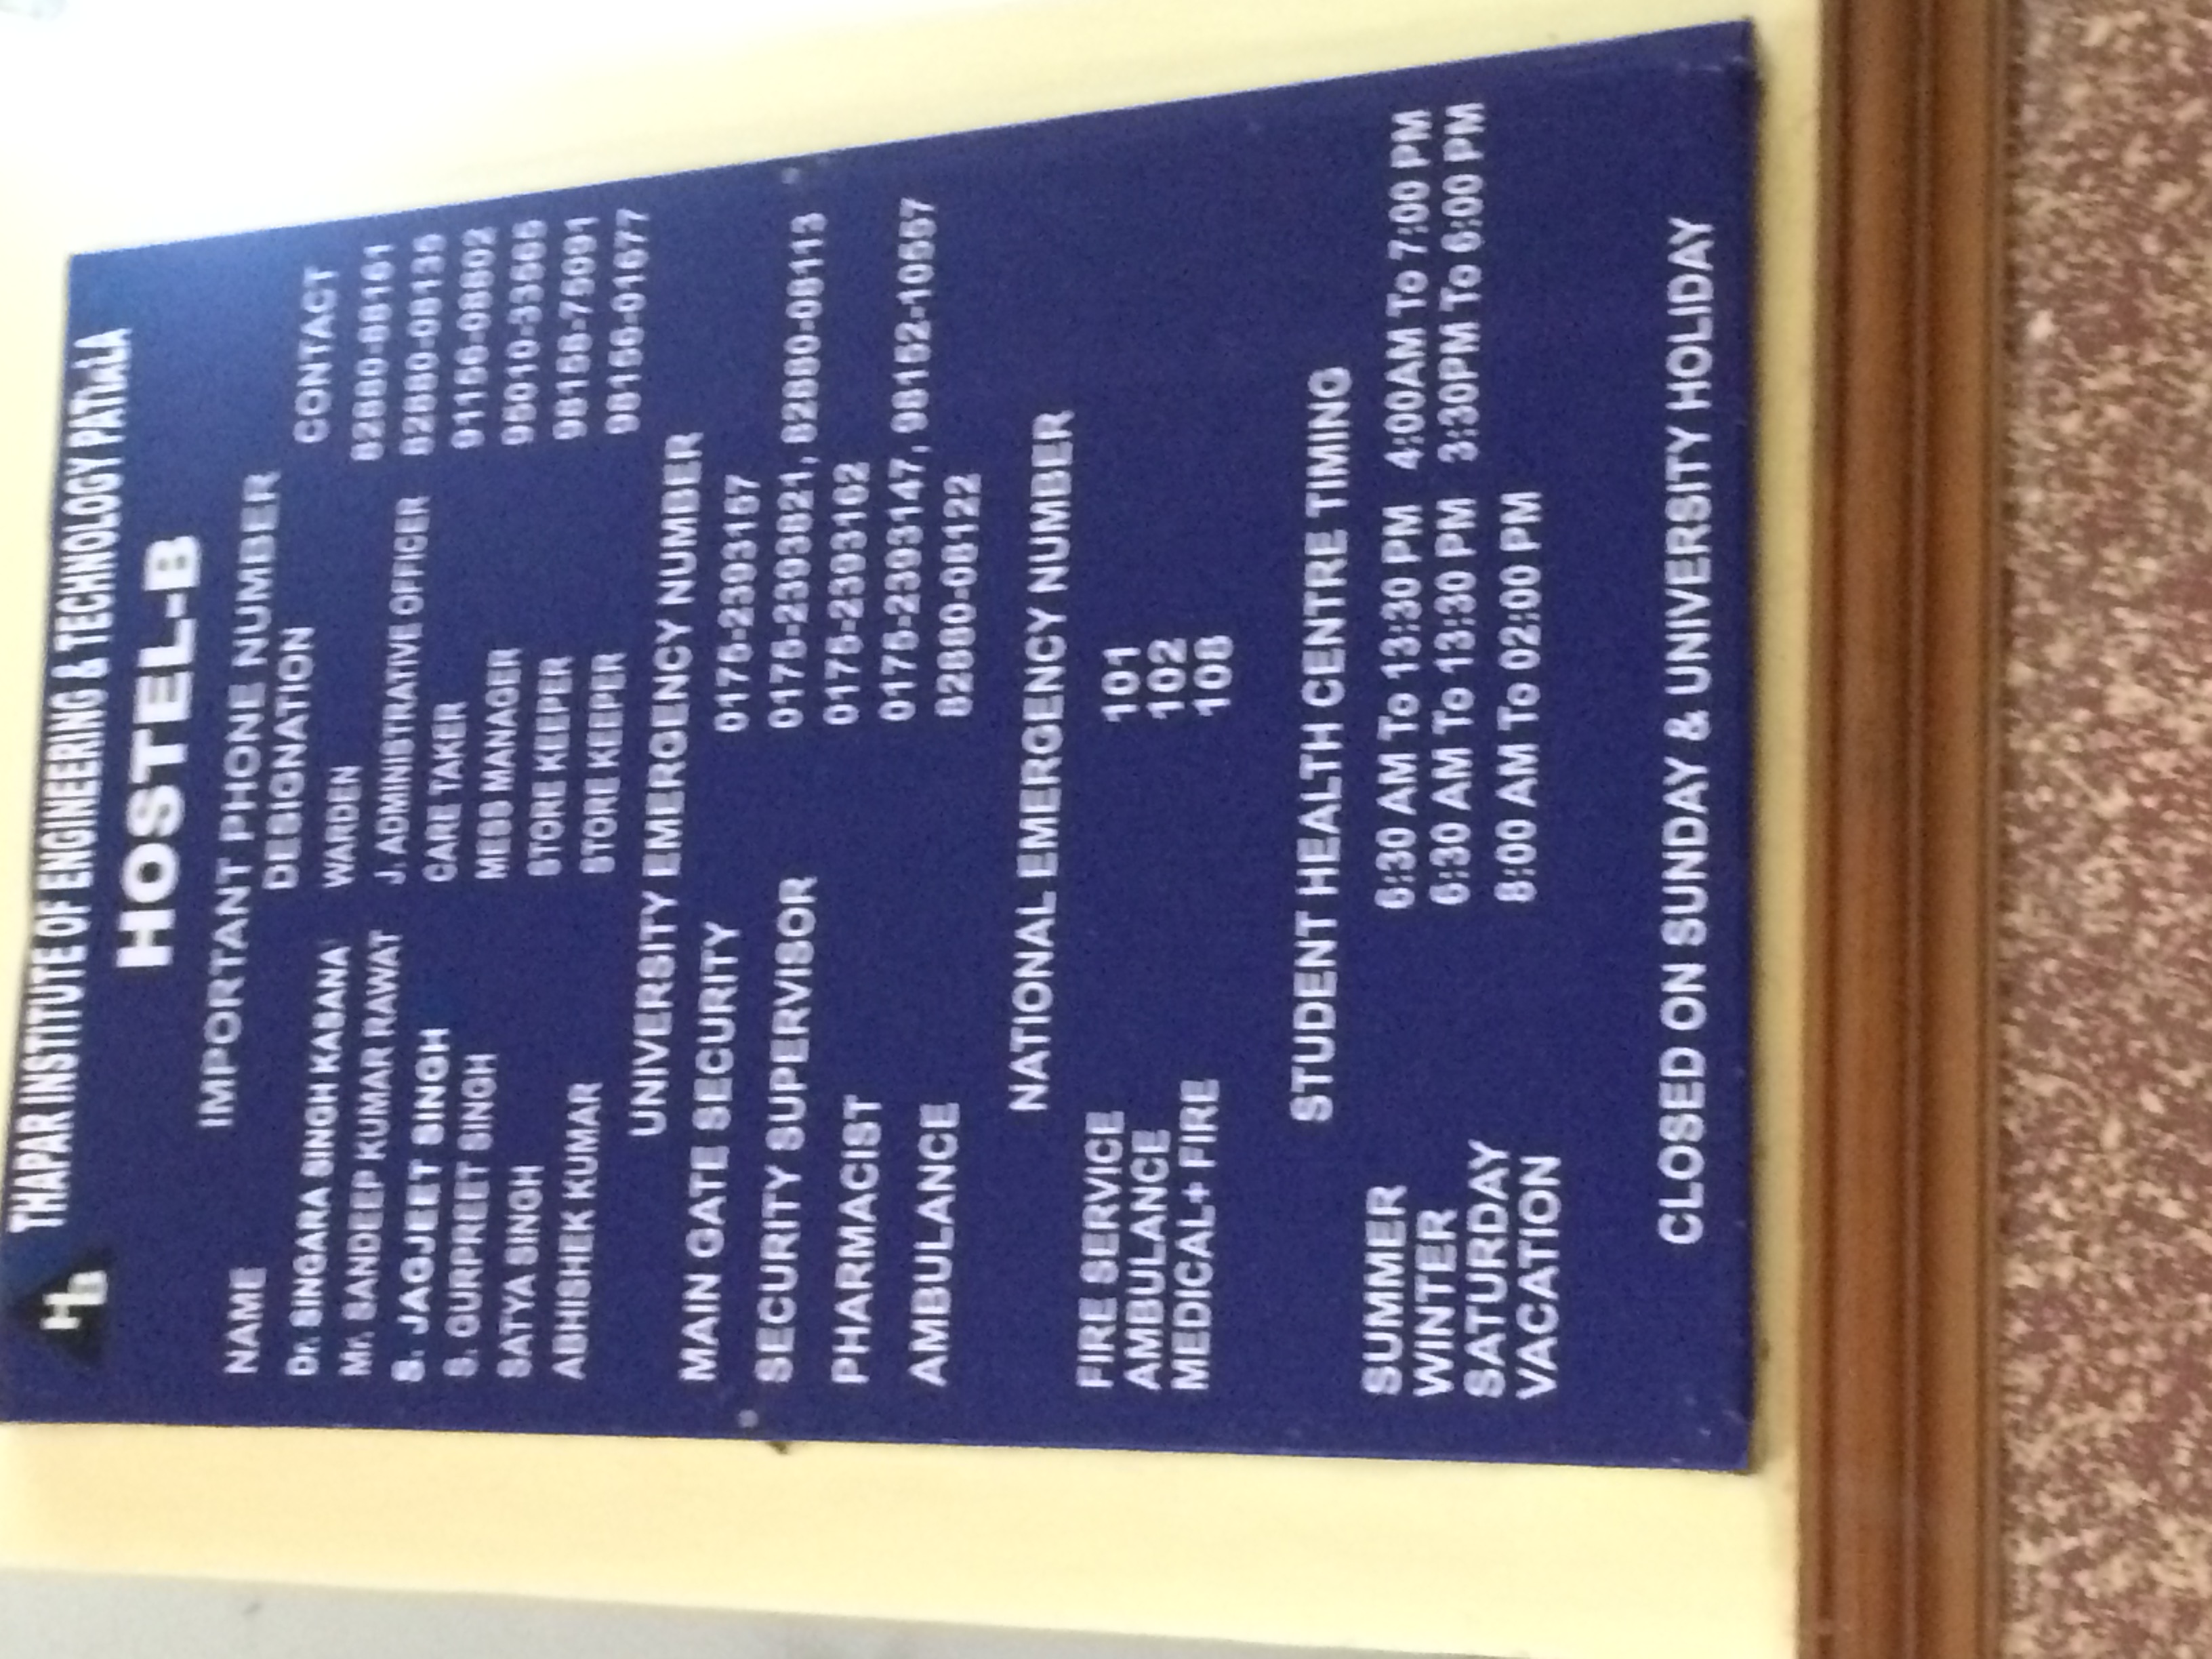 HB
THAPAR INSTITUTE OF ENGINEERING & TECHNOLOGY PATIALA
HOSTEL-B
IMPORTANT PHONE NUMBER
NAME DESIGNATION CONTACT
Dr. SINGARA SINGH KASANA WARDEN 82880-88161
Mr. SANDEEP KUMAR RAWAT J. ADMINISTRATIVE OFFICER 82880-08135
S. JAGJEET SINGH CARE TAKER 91156-08802
S. GURPREET SINGH MESS MANAGER 95010-33565
SATYA SINGH STORE KEEPER 98158-75091
ABHISHEK KUMAR STORE KEEPER 98156-01677
UNIVERSITY EMERGENCY NUMBER
MAIN GATE SECURITY 0175-2393157
SECURITY SUPERVISOR 0175-2393821, 82880-08113
PHARMACIST 0175-2393162
AMBULANCE 0175-2393147, 98152-10557
82880-08122
NATIONAL EMERGENCY NUMBER
FIRE SERVICE 101
AMBULANCE 102
MEDICAL+ FIRE 108
STUDENT HEALTH CENTRE TIMING
SUMMER 6:30 AM To 13:30 PM 4:00AM To 7:00 PM
WINTER 6:30 AM To 13:30 PM 3:30PM To 6:00 PM
SATURDAY 8:00 AM To 02:00 PM
VACATION
CLOSED ON SUNDAY & UNIVERSITY HOLIDAY